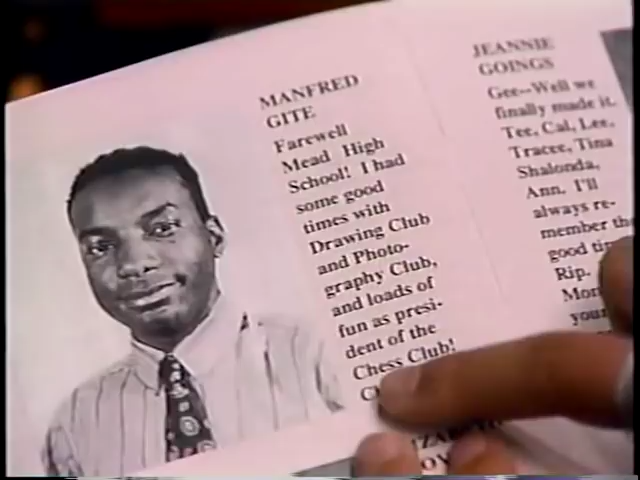 MANFRED
GITE
Farewell
Mead High
School! I had
some good
times with
Drawing Club
and Photo-
graphy Club,
and loads of
fun as presi-
dent of the
Chess Club!
JEANNIE
GOINGS
Gee--Well we
finally made it.
Tee, Cal, Lee,
Tracee, Tina
Shalonda,
Ann. I'll
always re-
member
good
Rip.